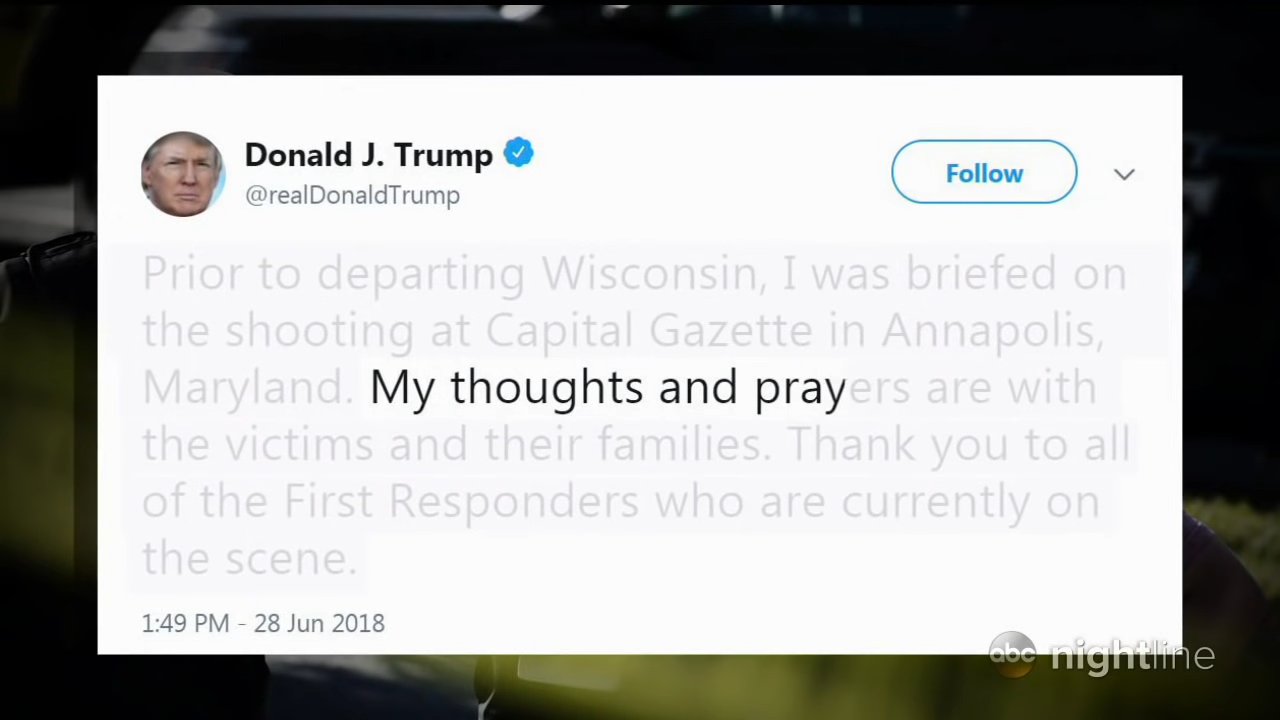 Donald J. Trump
@realDonaldTrump
Follow
Prior to departing Wisconsin, I was briefed on
the shooting at Capital Gazette in Annapolis,
Maryland. My thoughts and prayers are with
the victims and their families. Thank you to all
of the First Responders who are currently on
the scene.
1:49 PM - 28 Jun 2018
abc nightline